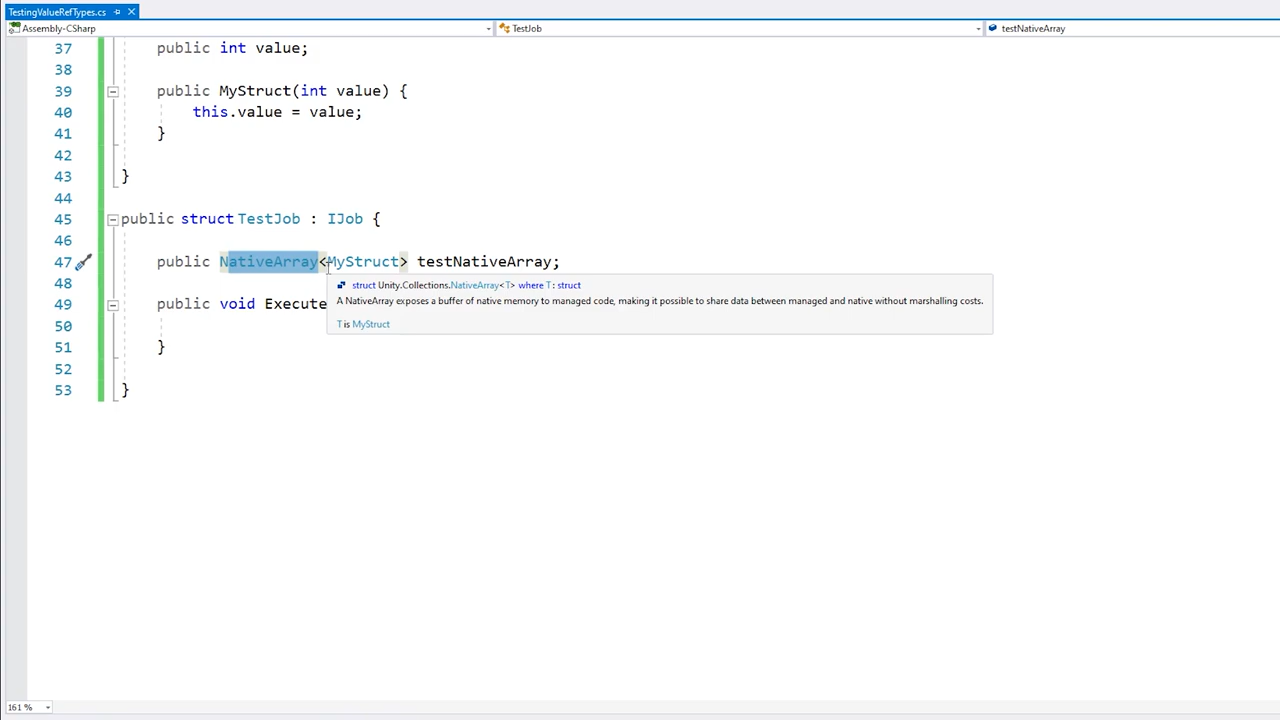 TestingValueRefTypes.cs
Assembly-CSharp TestJob testNativeArray
37 public int value;
38
39 public MyStruct(int value) {
40 this.value = value;
41 }
42
43 }
44
45 public struct TestJob : IJob {
46
47 public NativeArray<MyStruct> testNativeArray;
48
struct Unity.Collections.NativeArray<T> where T : struct
A NativeArray exposes a buffer of native memory to managed code, making it possible to share data between managed and native without marshalling costs.
T is MyStruct
49 public void Execute
50
51 }
52
53 }
161 %